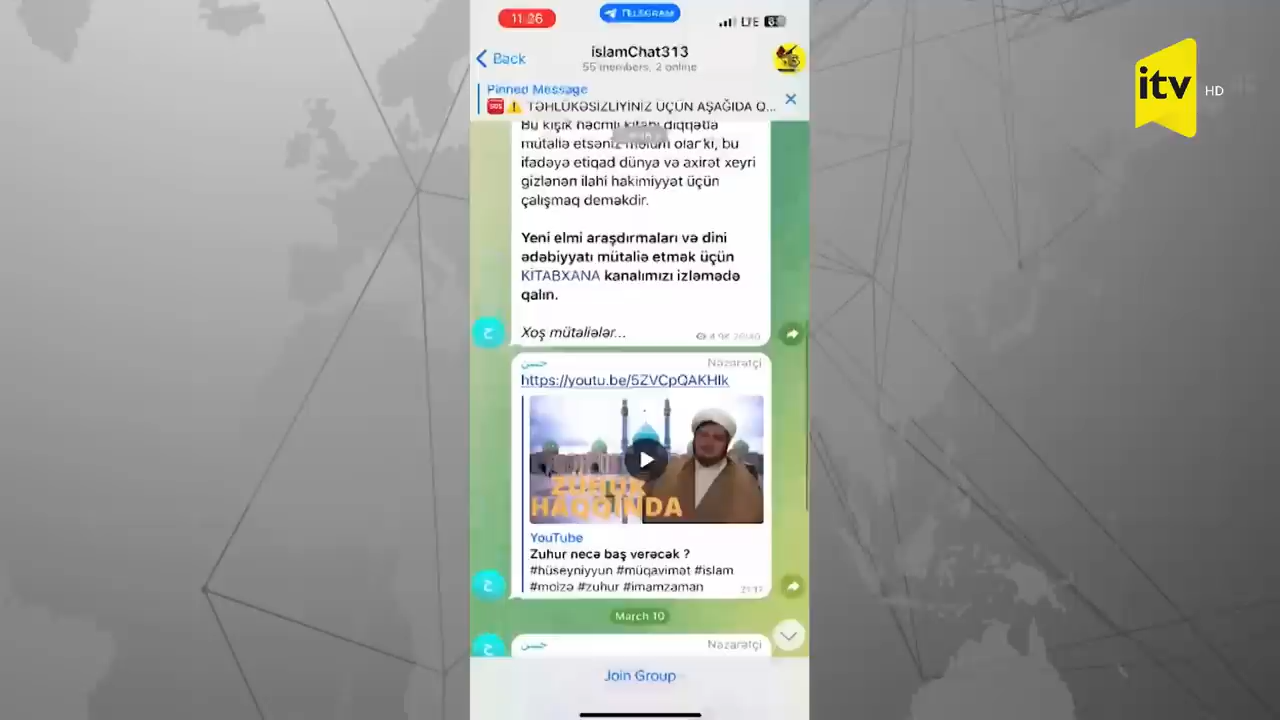 11:26
TELEGRAM
LTE
Back
islamChat313
55 members, 2 online
Pinned Message
SOS TƏHLÜKƏSİZLİYİNİZ ÜÇÜN AŞAĞIDA O...
Bu kiçik həcmli kitabı diqqətlə
mütaliə etsəniz məlum olar ki, bu
ifadəyə etiqad dünya və axirət xeyri
gizlənən ilahi hakimiyyət üçün
çalışmaq deməkdir.
Yeni elmi araşdırmaları və dini
ədəbiyyatı mütaliə etmək üçün
KİTABXANA kanalımızı izləmədə
qalın.
Xoş mütaliələr...
ح
حسن Nəzarətçi
https://youtu.be/5ZVCpQAKHIk
ZÜHUR
HAQQINDA
YouTube
Zuhur necə baş verəcək ?
#hüseyniyyun #müqavimət #islam
#moizə #zuhur #imamzaman
21:17
ح
March 10
حسن Nəzarətçi
ح
Join Group
itv HD